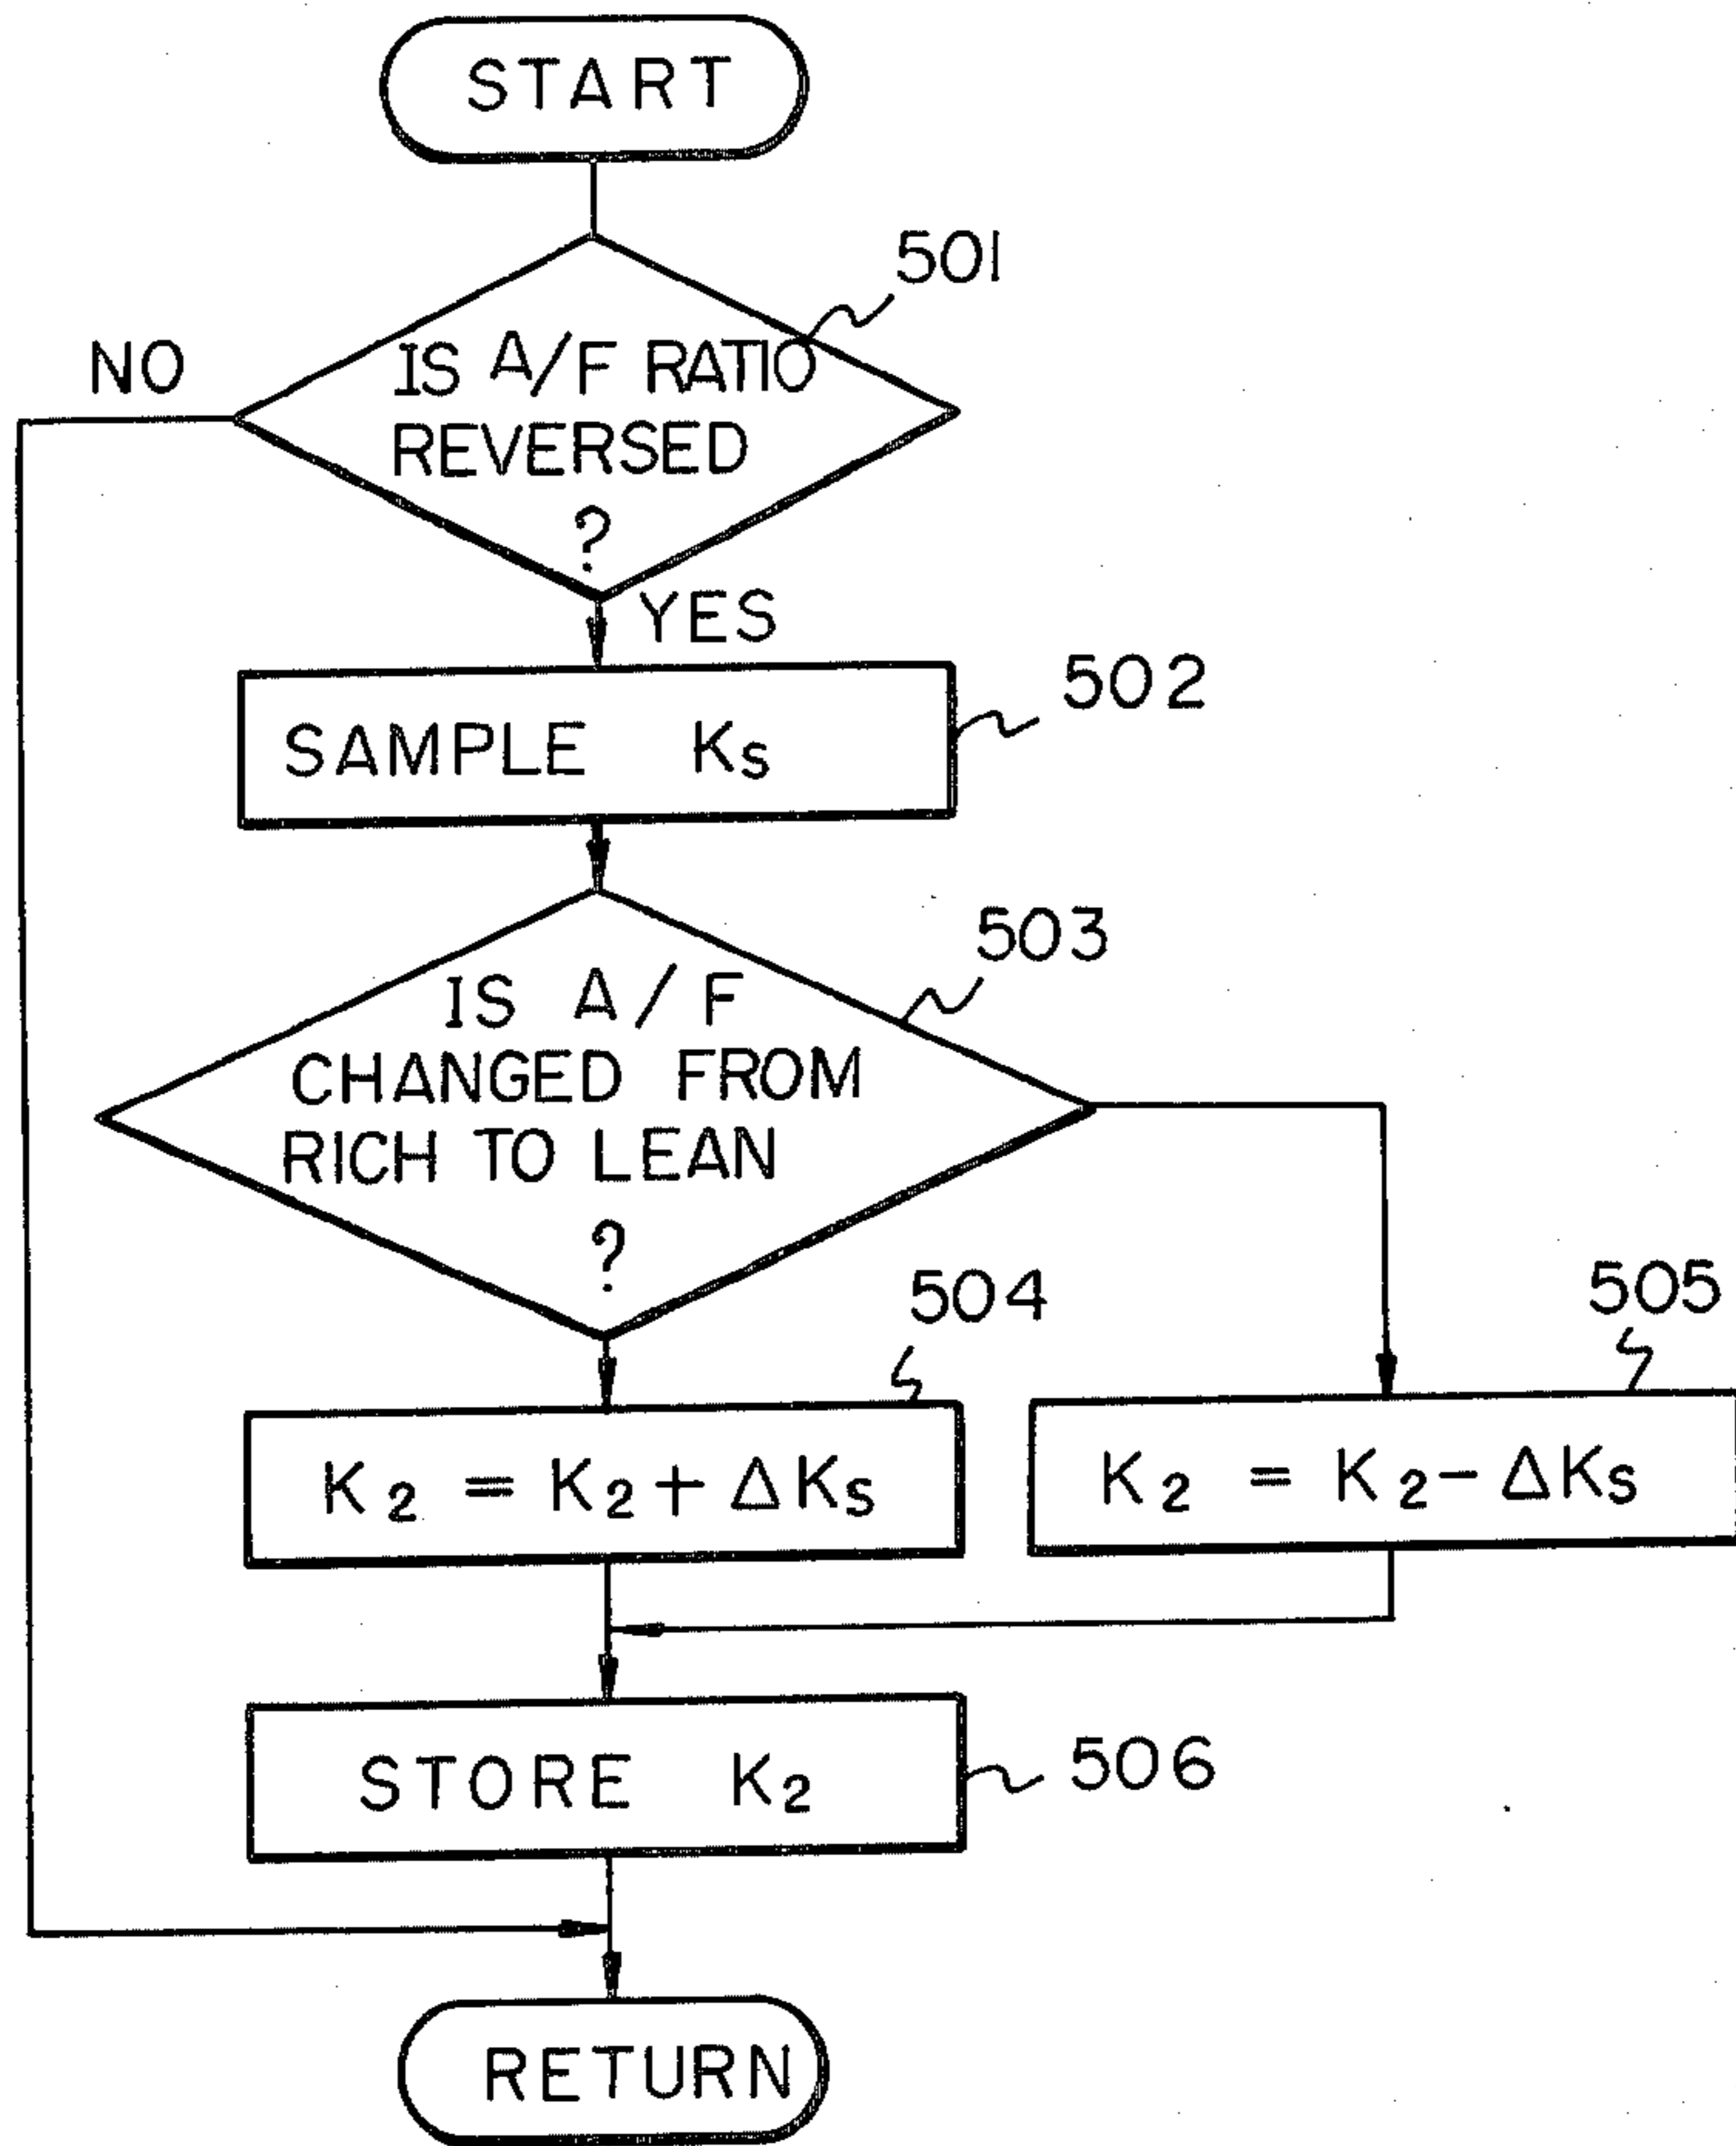 START
501
NO
IS A/F RATIO
REVERSED
?
YES
502
SAMPLE Ks
503
IS A/F
CHANGED FROM
RICH TO LEAN
?
504
505
K2 = K2 + ΔKs
K2 = K2 - ΔKs
STORE K2
506
RETURN